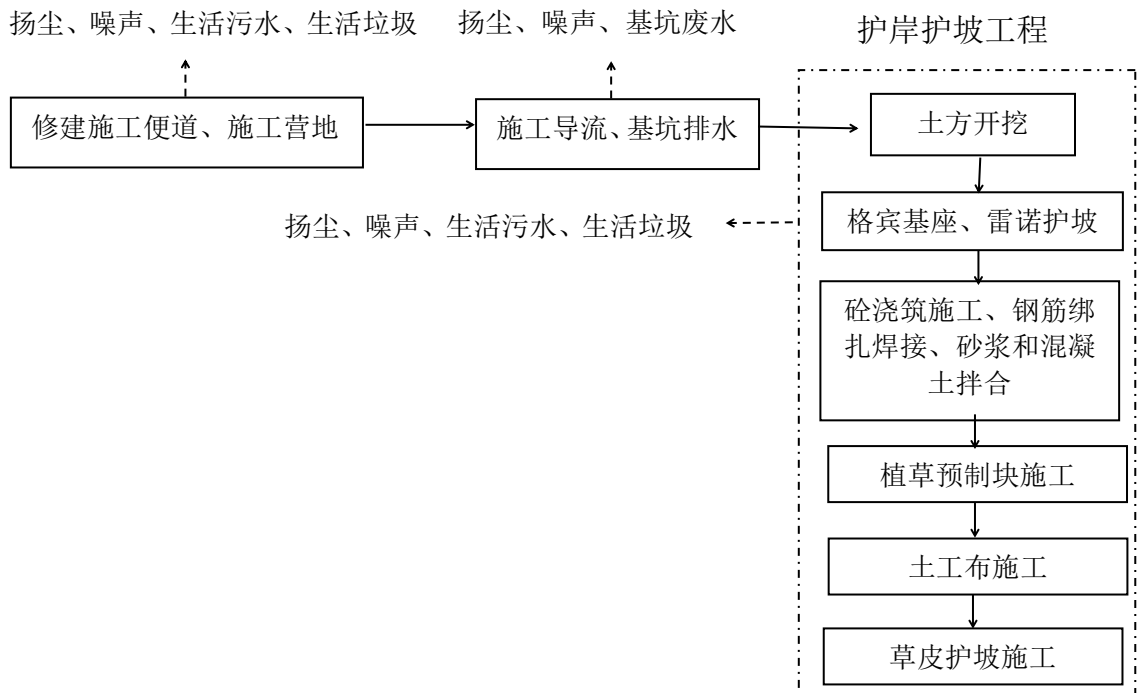 扬尘、噪声、生活污水、生活垃圾
扬尘、噪声、基坑废水
护岸护坡工程
修建施工便道、施工营地
施工导流、基坑排水
土方开挖
扬尘、噪声、生活污水、生活垃圾
格宾基座、雷诺护坡
砼浇筑施工、钢筋绑
扎焊接、砂浆和混凝
土拌合
植草预制块施工
土工布施工
草皮护坡施工